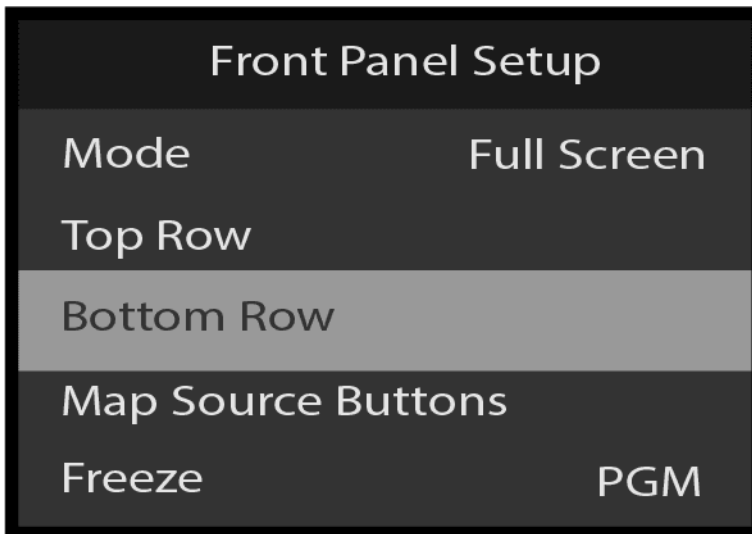 Front Panel Setup
Mode Full Screen
Top Row
Bottom Row
Map Source Buttons
Freeze PGM